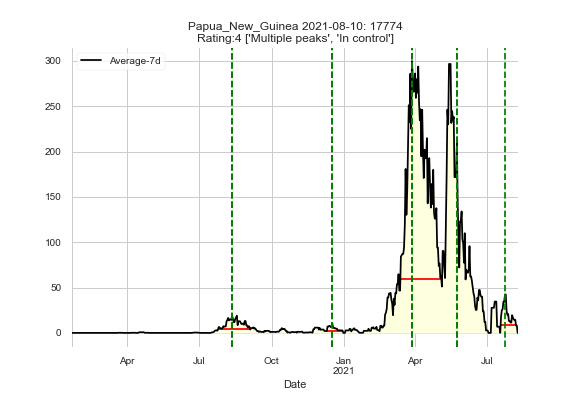 Papua_New_Guinea 2021-08-10: 17774
Rating:4 ['Multiple peaks', 'In control']
Average-7d
300
250
200
150
100
50
0
Apr Jul Oct Jan Apr Jul
2021
Date